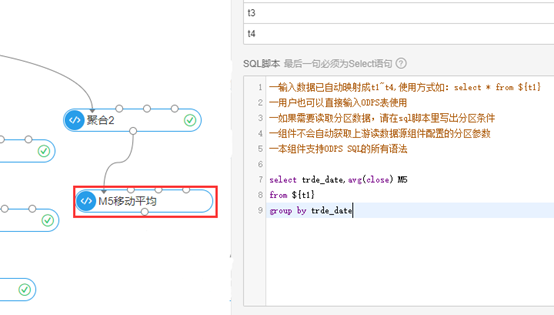 t3
t4
SQL脚本 最后一句必须为Select语句 ?
聚合2
M5移动平均
1 --输入数据已自动映射成t1~t4,使用方式如: select * from ${t1}
2 --用户也可以直接输入ODPS表使用
3 --如果需要读取分区数据, 请在sql脚本里写出分区条件
4 --组件不会自动获取上游读数据源组件配置的分区参数
5 --本组件支持ODPS SQL的所有语法
6
7 select trde_date,avg(close) M5
8 from ${t1}
9 group by trde_date